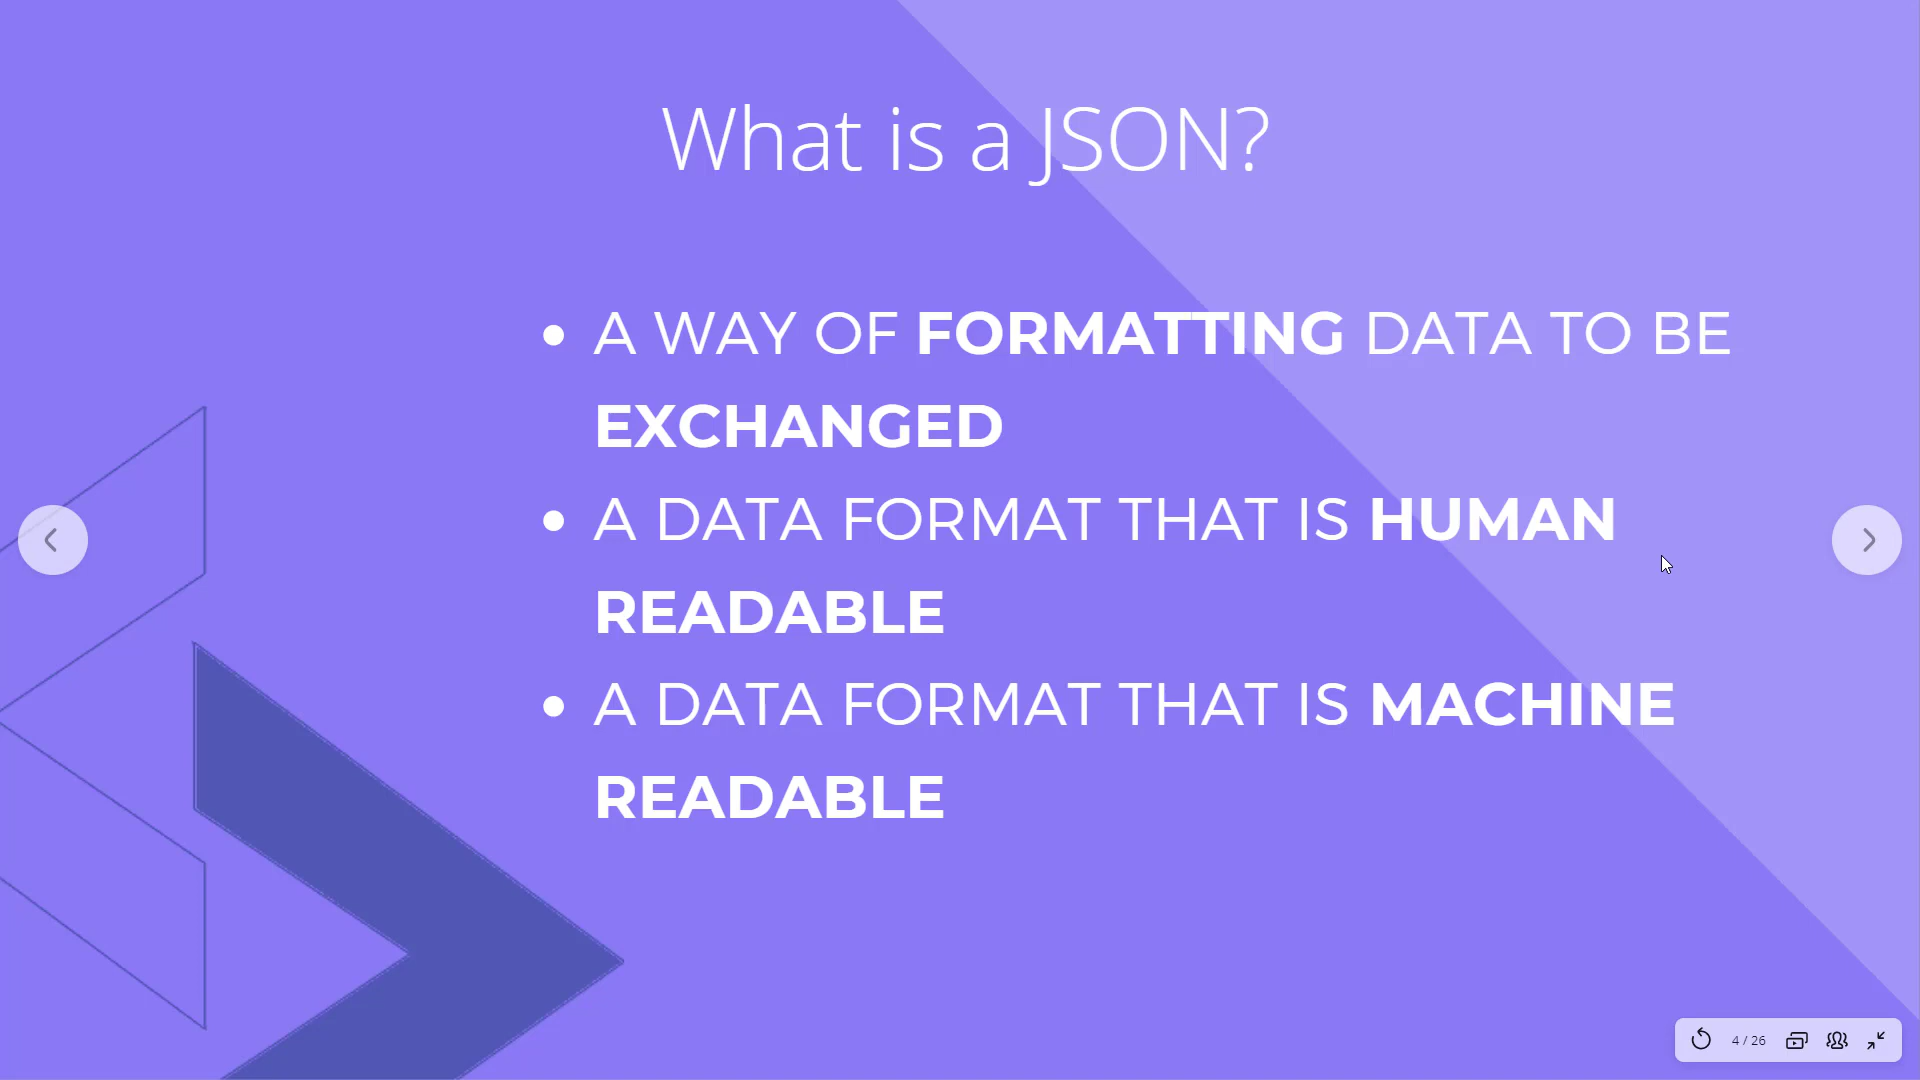 What is a JSON?
• A WAY OF FORMATTING DATA TO BE
EXCHANGED
• A DATA FORMAT THAT IS HUMAN
READABLE
• A DATA FORMAT THAT IS MACHINE
READABLE
4 / 26